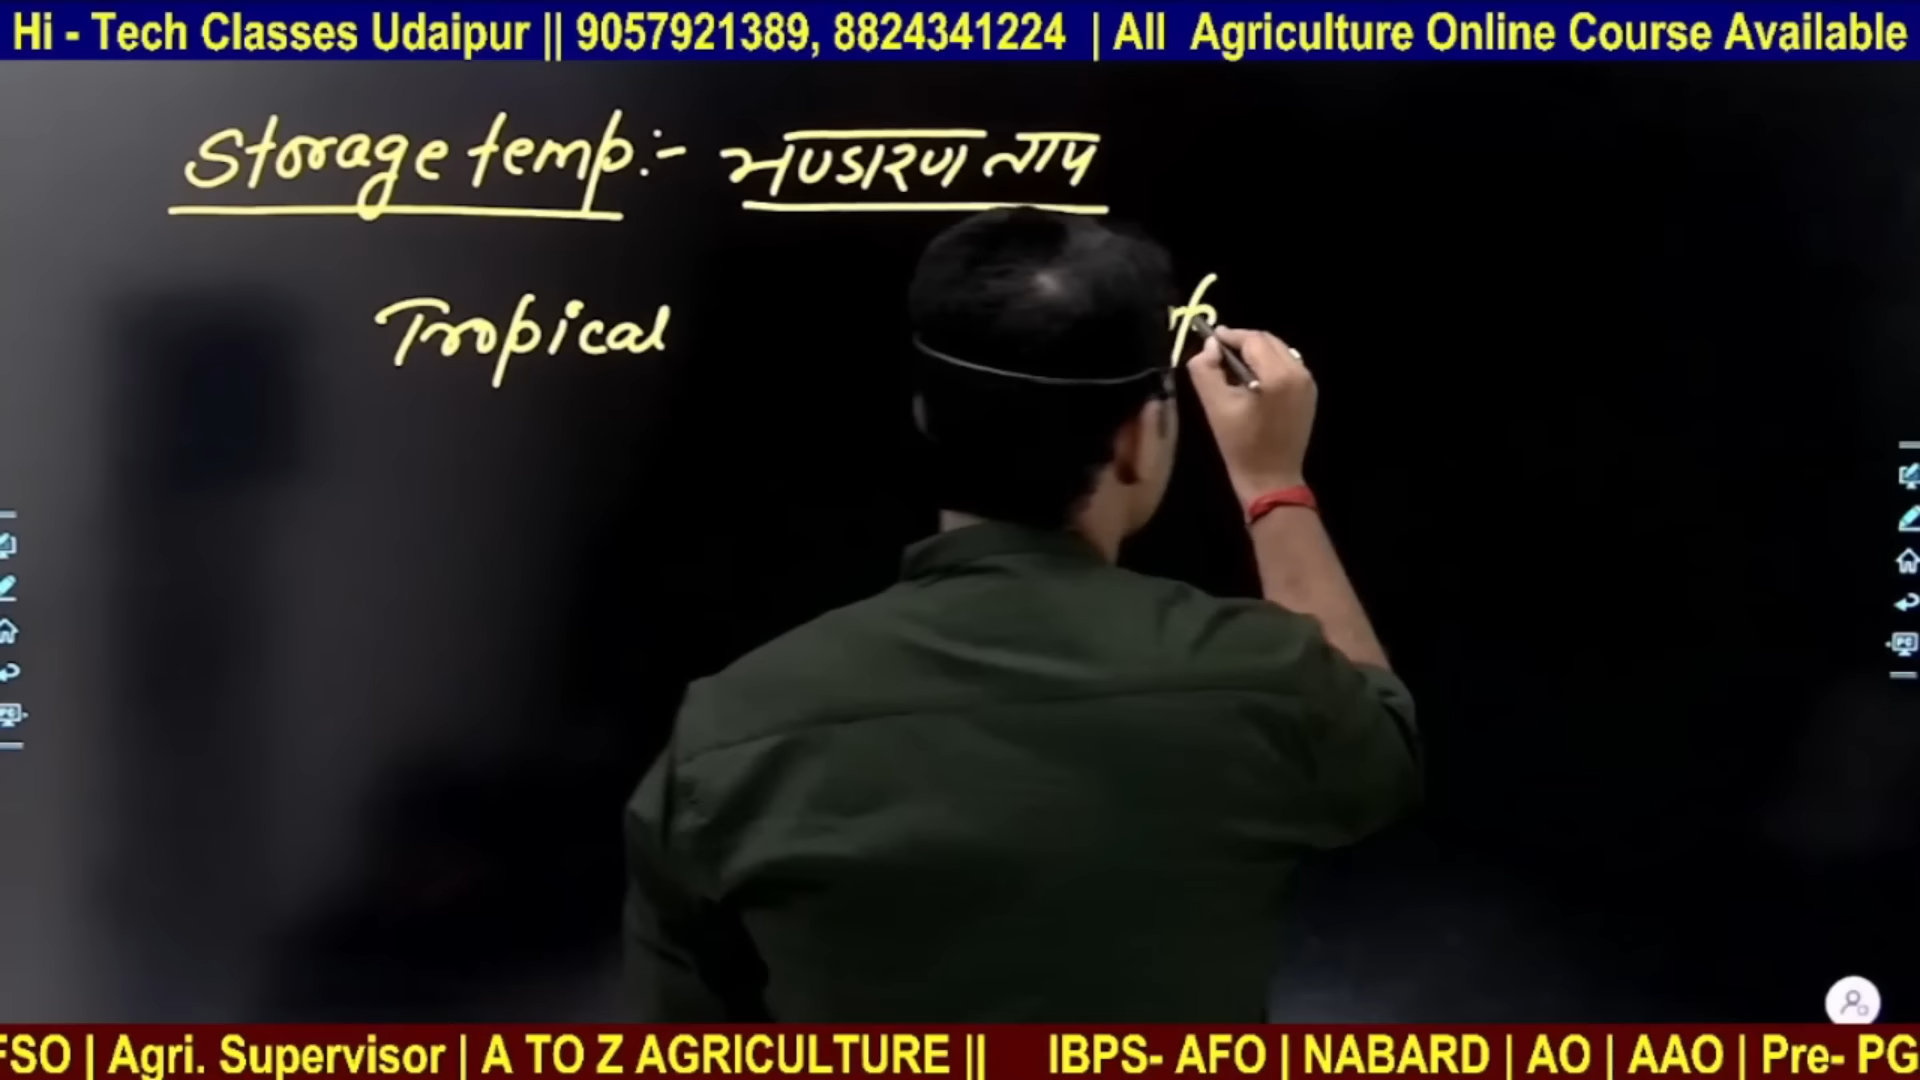 Hi - Tech Classes Udaipur || 9057921389, 8824341224 | All Agriculture Online Course Available
Storage temp:- भण्डारण ताप
Tropical
FSO | Agri. Supervisor | A TO Z AGRICULTURE || IBPS- AFO | NABARD | AO | AAO | Pre- PG